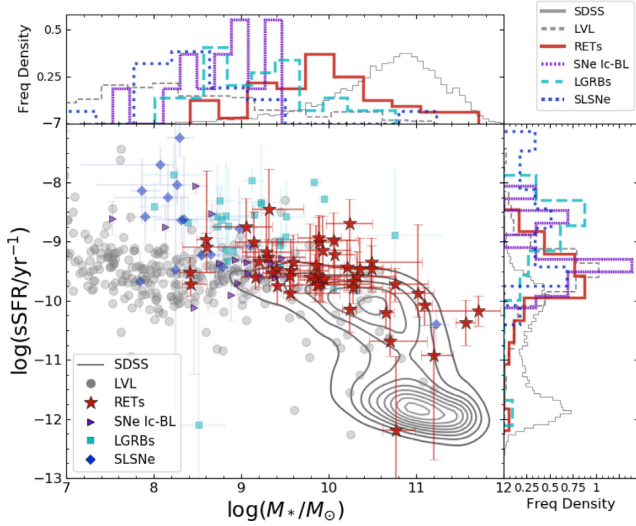 Freq Density
0.5
0.25
−7
SDSS
LVL
RETs
SNe Ic-BL
LGRBs
SLSNe
log(sSFR/yr⁻¹)
−8
−9
−10
−11
−12
−13
SDSS
LVL
RETs
SNe Ic-BL
LGRBs
SLSNe
7 8 9 10 11 12
log(M*/M⊙)
0.25 0.5 0.75 1
Freq Density